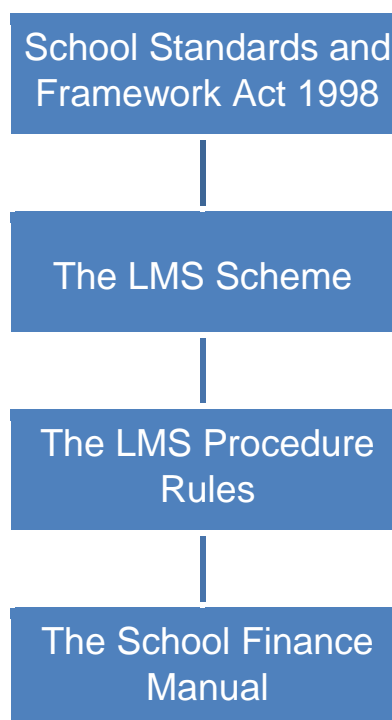 School Standards and
Framework Act 1998
The LMS Scheme
The LMS Procedure
Rules
The School Finance
Manual